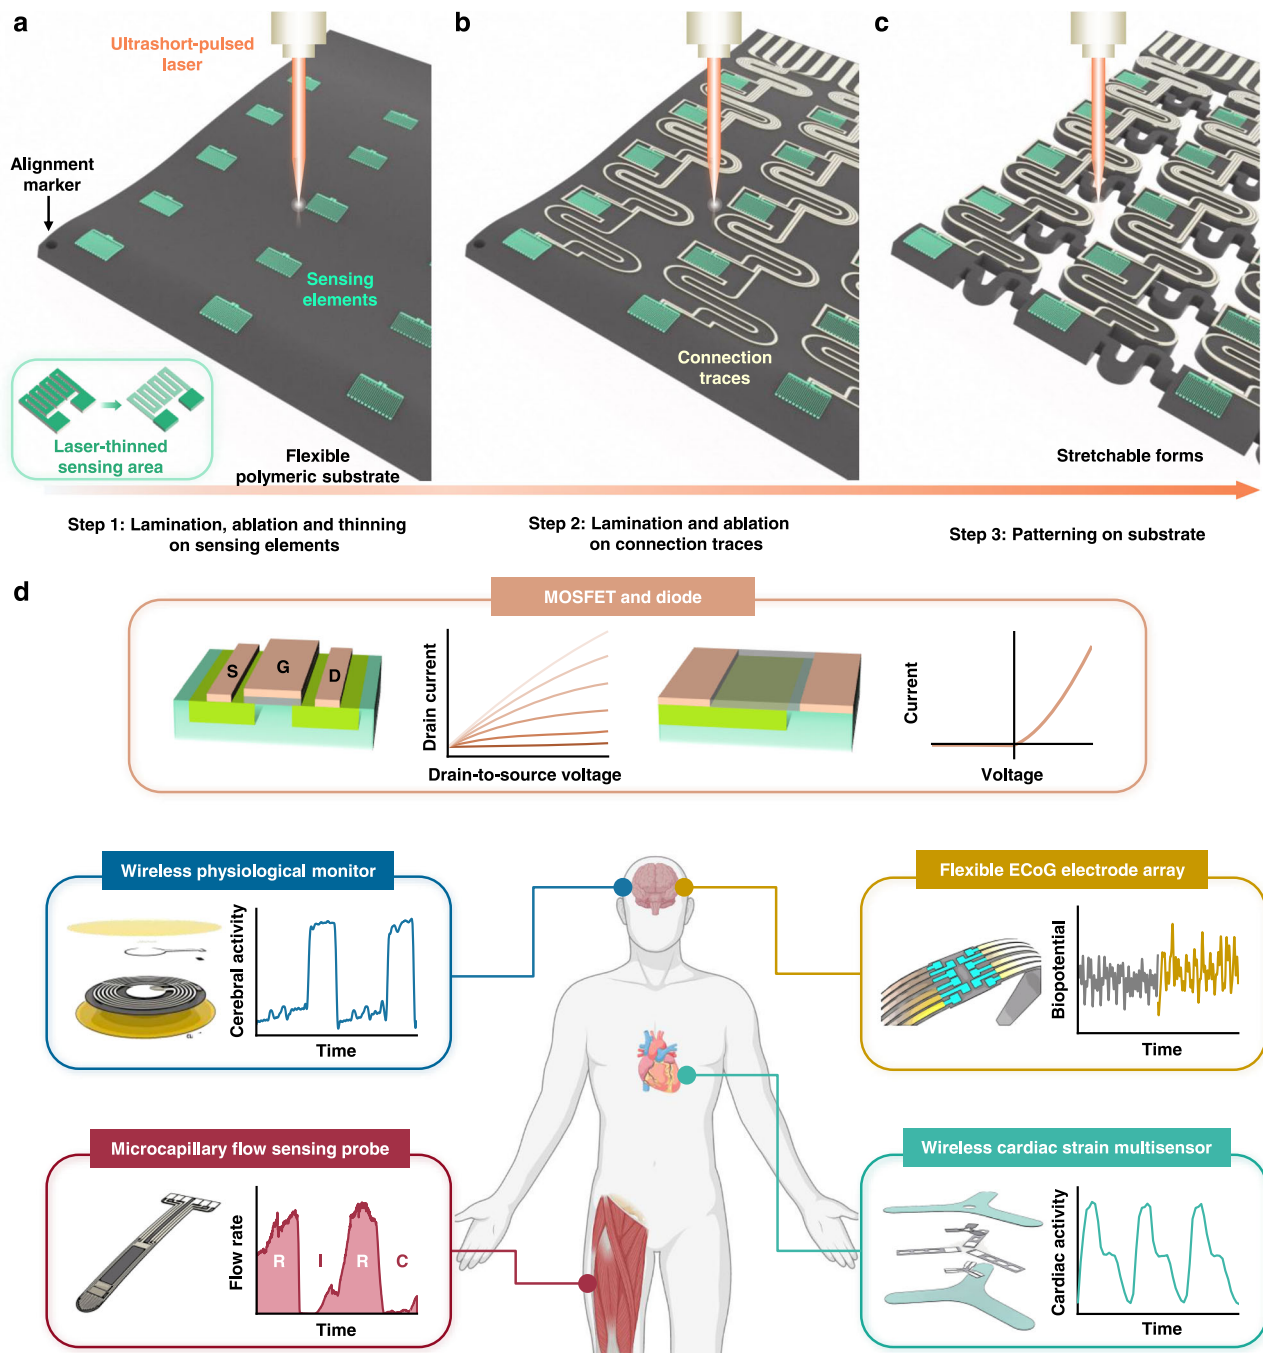 a
b
c
Ultrashort-pulsed
laser
Alignment
marker
Sensing
elements
Connection
traces
Laser-thinned
sensing area
Flexible
polymeric substrate
Stretchable forms
Step 1: Lamination, ablation and thinning
on sensing elements
Step 2: Lamination and ablation
on connection traces
Step 3: Patterning on substrate
d
MOSFET and diode
S
G
D
Drain current
Drain-to-source voltage
Current
Voltage
Wireless physiological monitor
Cerebral activity
Time
Flexible ECoG electrode array
Biopotential
Time
Microcapillary flow sensing probe
Flow rate
R
I
R
C
Time
Wireless cardiac strain multisensor
Cardiac activity
Time